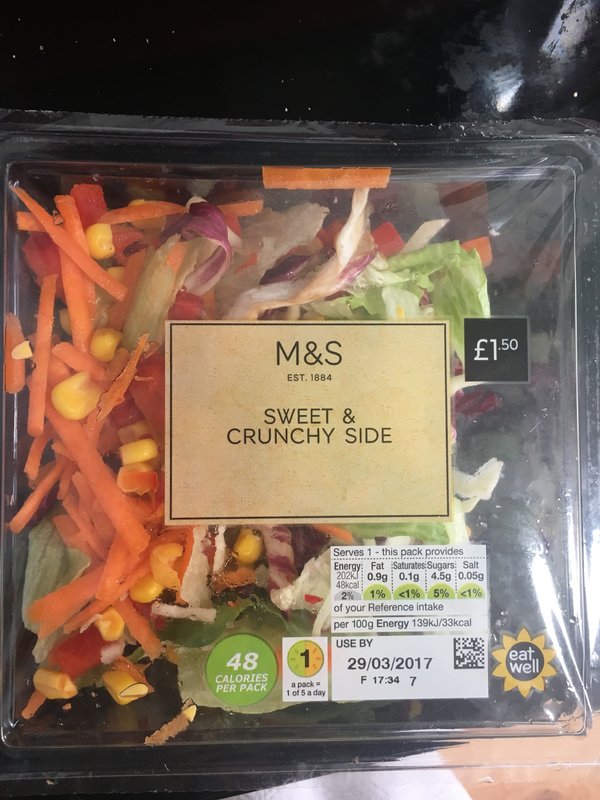 M&S
EST. 1884
SWEET &
CRUNCHY SIDE
£1.50
Serves 1 - this pack provides
Energy Fat Saturates Sugars Salt
202kJ 0.9g 0.1g 4.5g 0.05g
48kcal
2% 1% <1% 5% <1%
of your Reference intake
per 100g Energy 139kJ/33kcal
48
CALORIES
PER PACK
1
a pack =
1 of 5 a day
USE BY
29/03/2017
F 17:34 7
eat
well